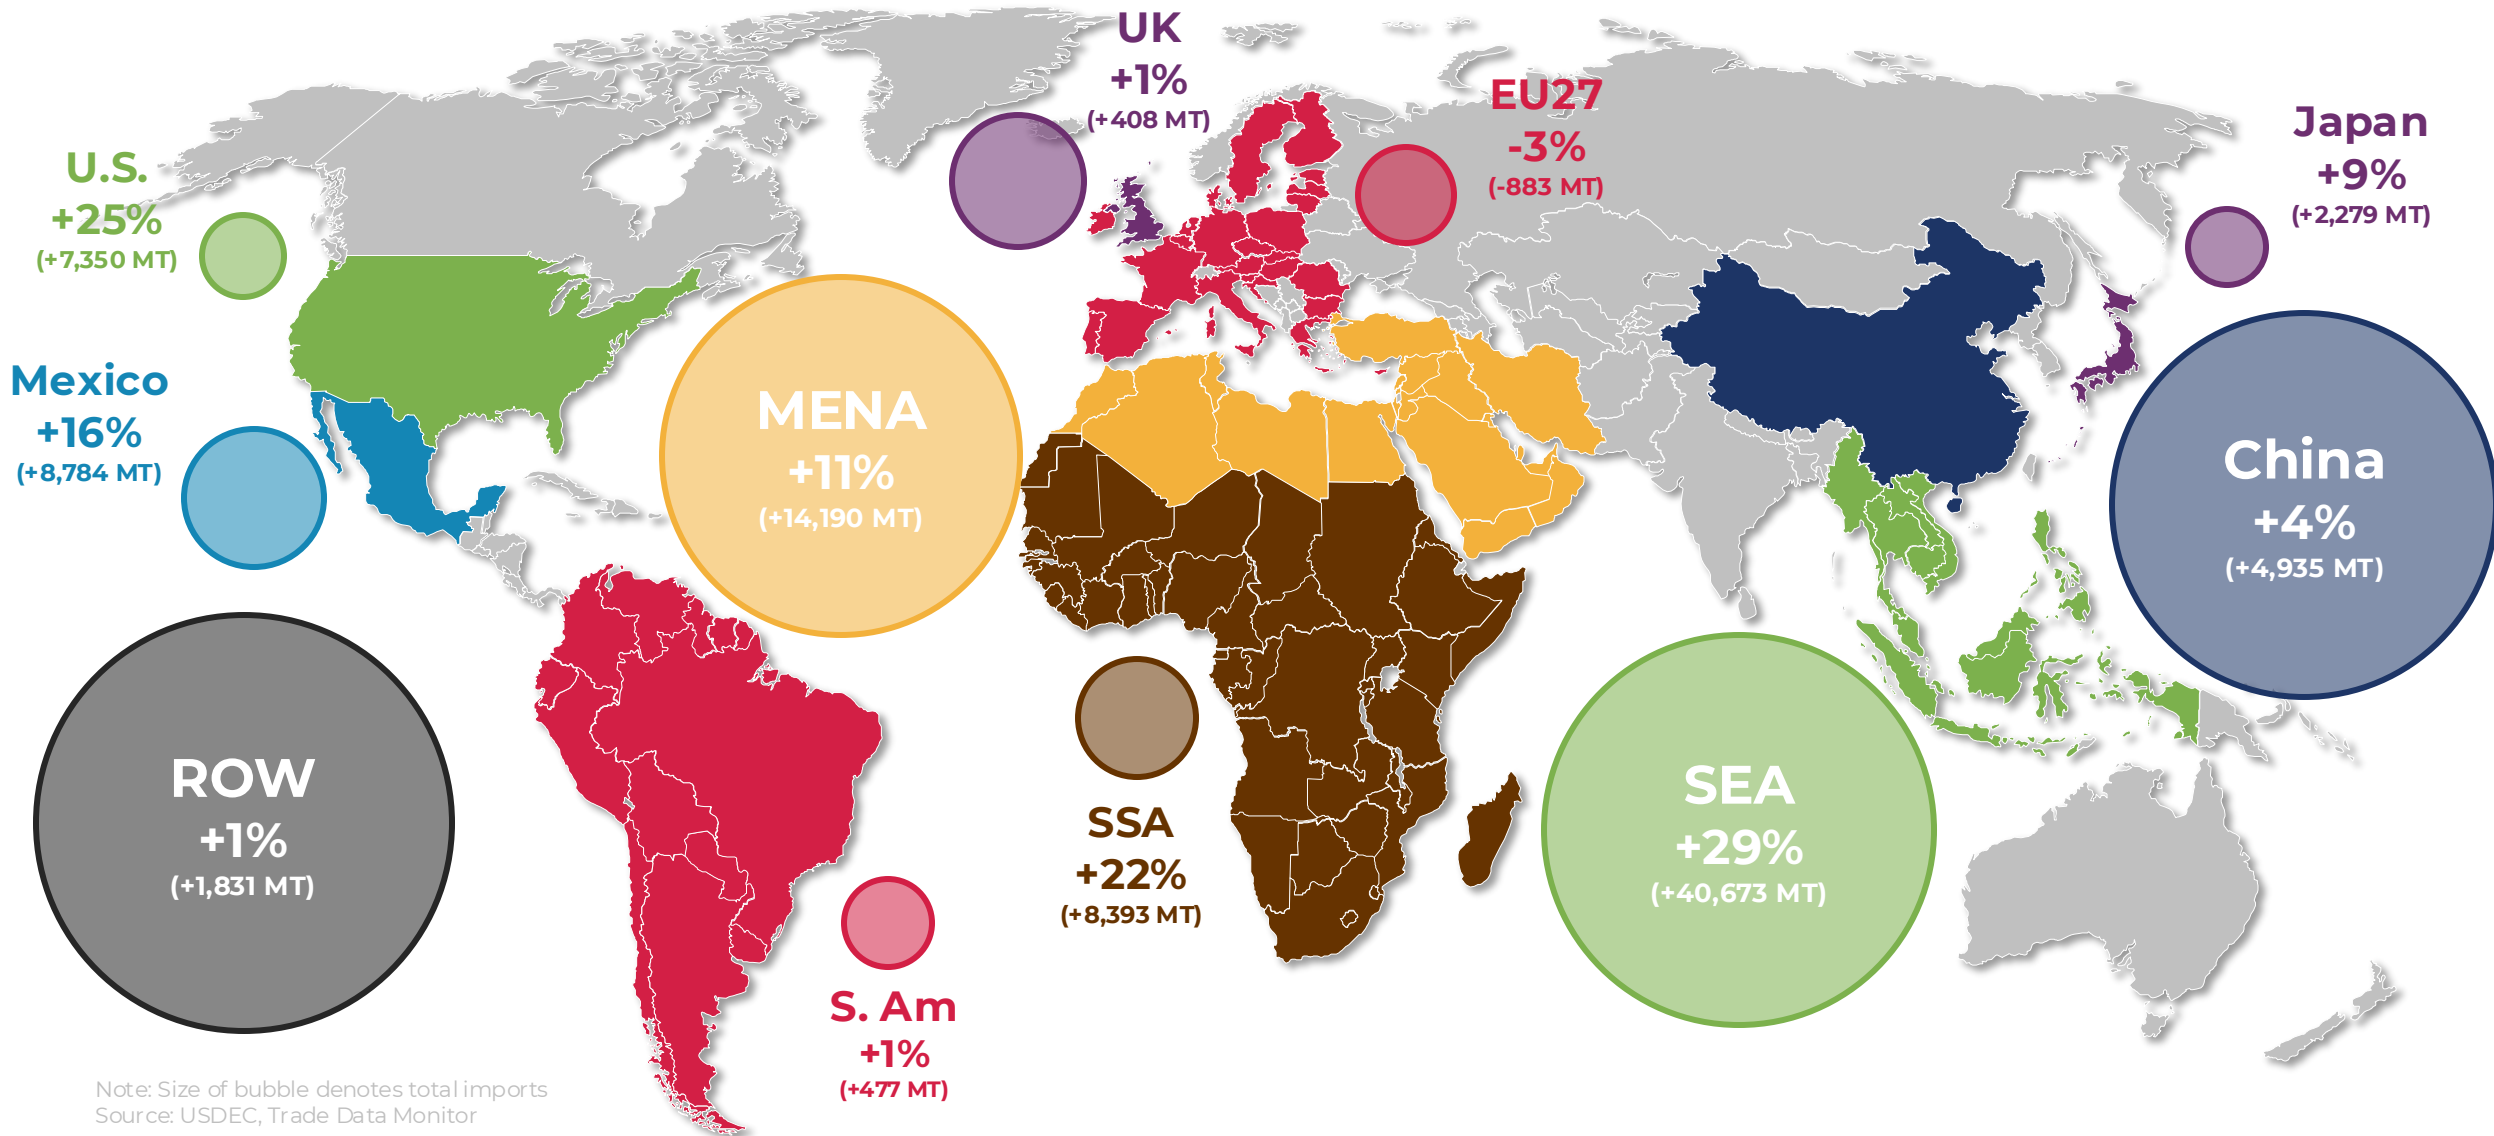 UK
+1%
(+408 MT)
EU27
-3%
(-883 MT)
Japan
+9%
(+2,279 MT)
U.S.
+25%
(+7,350 MT)
Mexico
+16%
(+8,784 MT)
MENA
+11%
(+14,190 MT)
China
+4%
(+4,935 MT)
ROW
+1%
(+1,831 MT)
SSA
+22%
(+8,393 MT)
SEA
+29%
(+40,673 MT)
S. Am
+1%
(+477 MT)
Note: Size of bubble denotes total imports
Source: USDEC, Trade Data Monitor